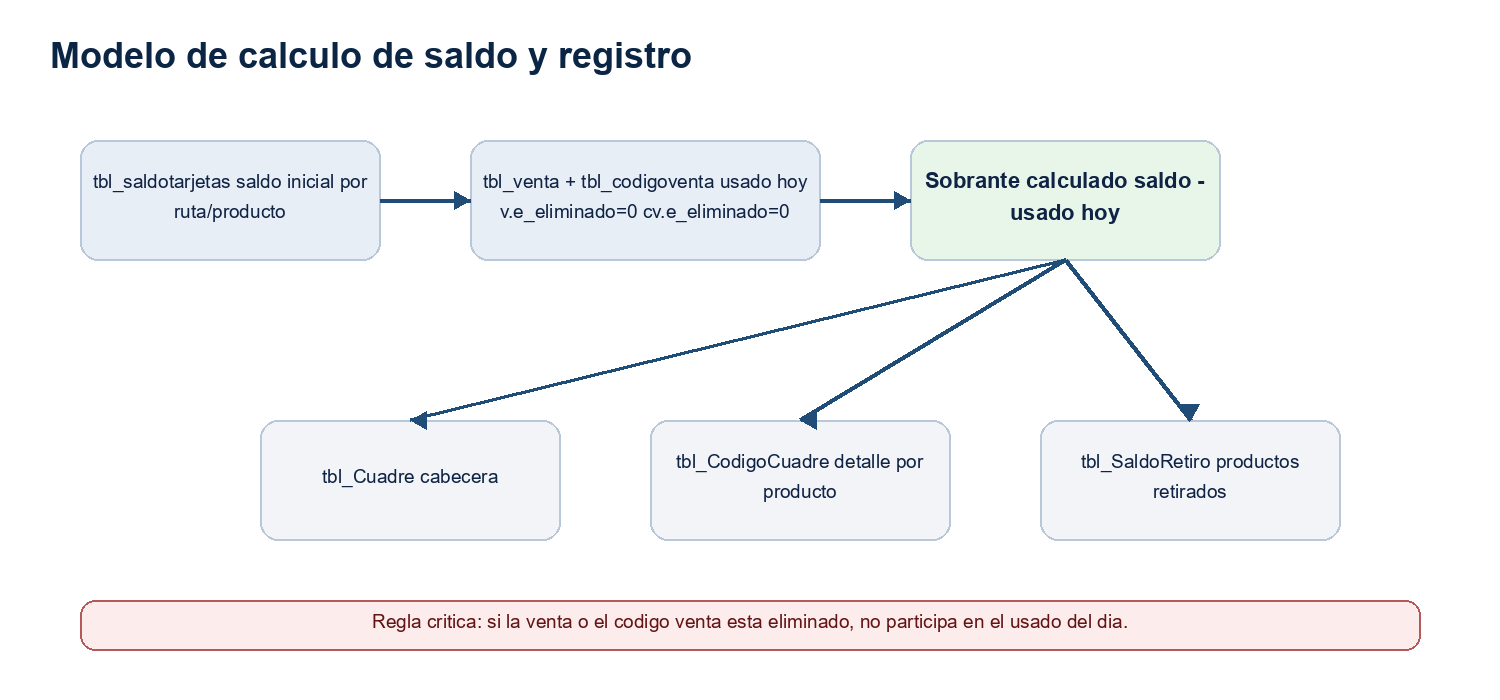 Modelo de calculo de saldo y registro
tbl_saldotarjetas saldo inicial por
ruta/producto
tbl_venta + tbl_codigoventa usado hoy
v.e_eliminado=0 cv.e_eliminado=0
Sobrante calculado saldo -
usado hoy
tbl_Cuadre cabecera
tbl_CodigoCuadre detalle por
producto
tbl_SaldoRetiro productos
retirados
Regla critica: si la venta o el codigo venta esta eliminado, no participa en el usado del dia.